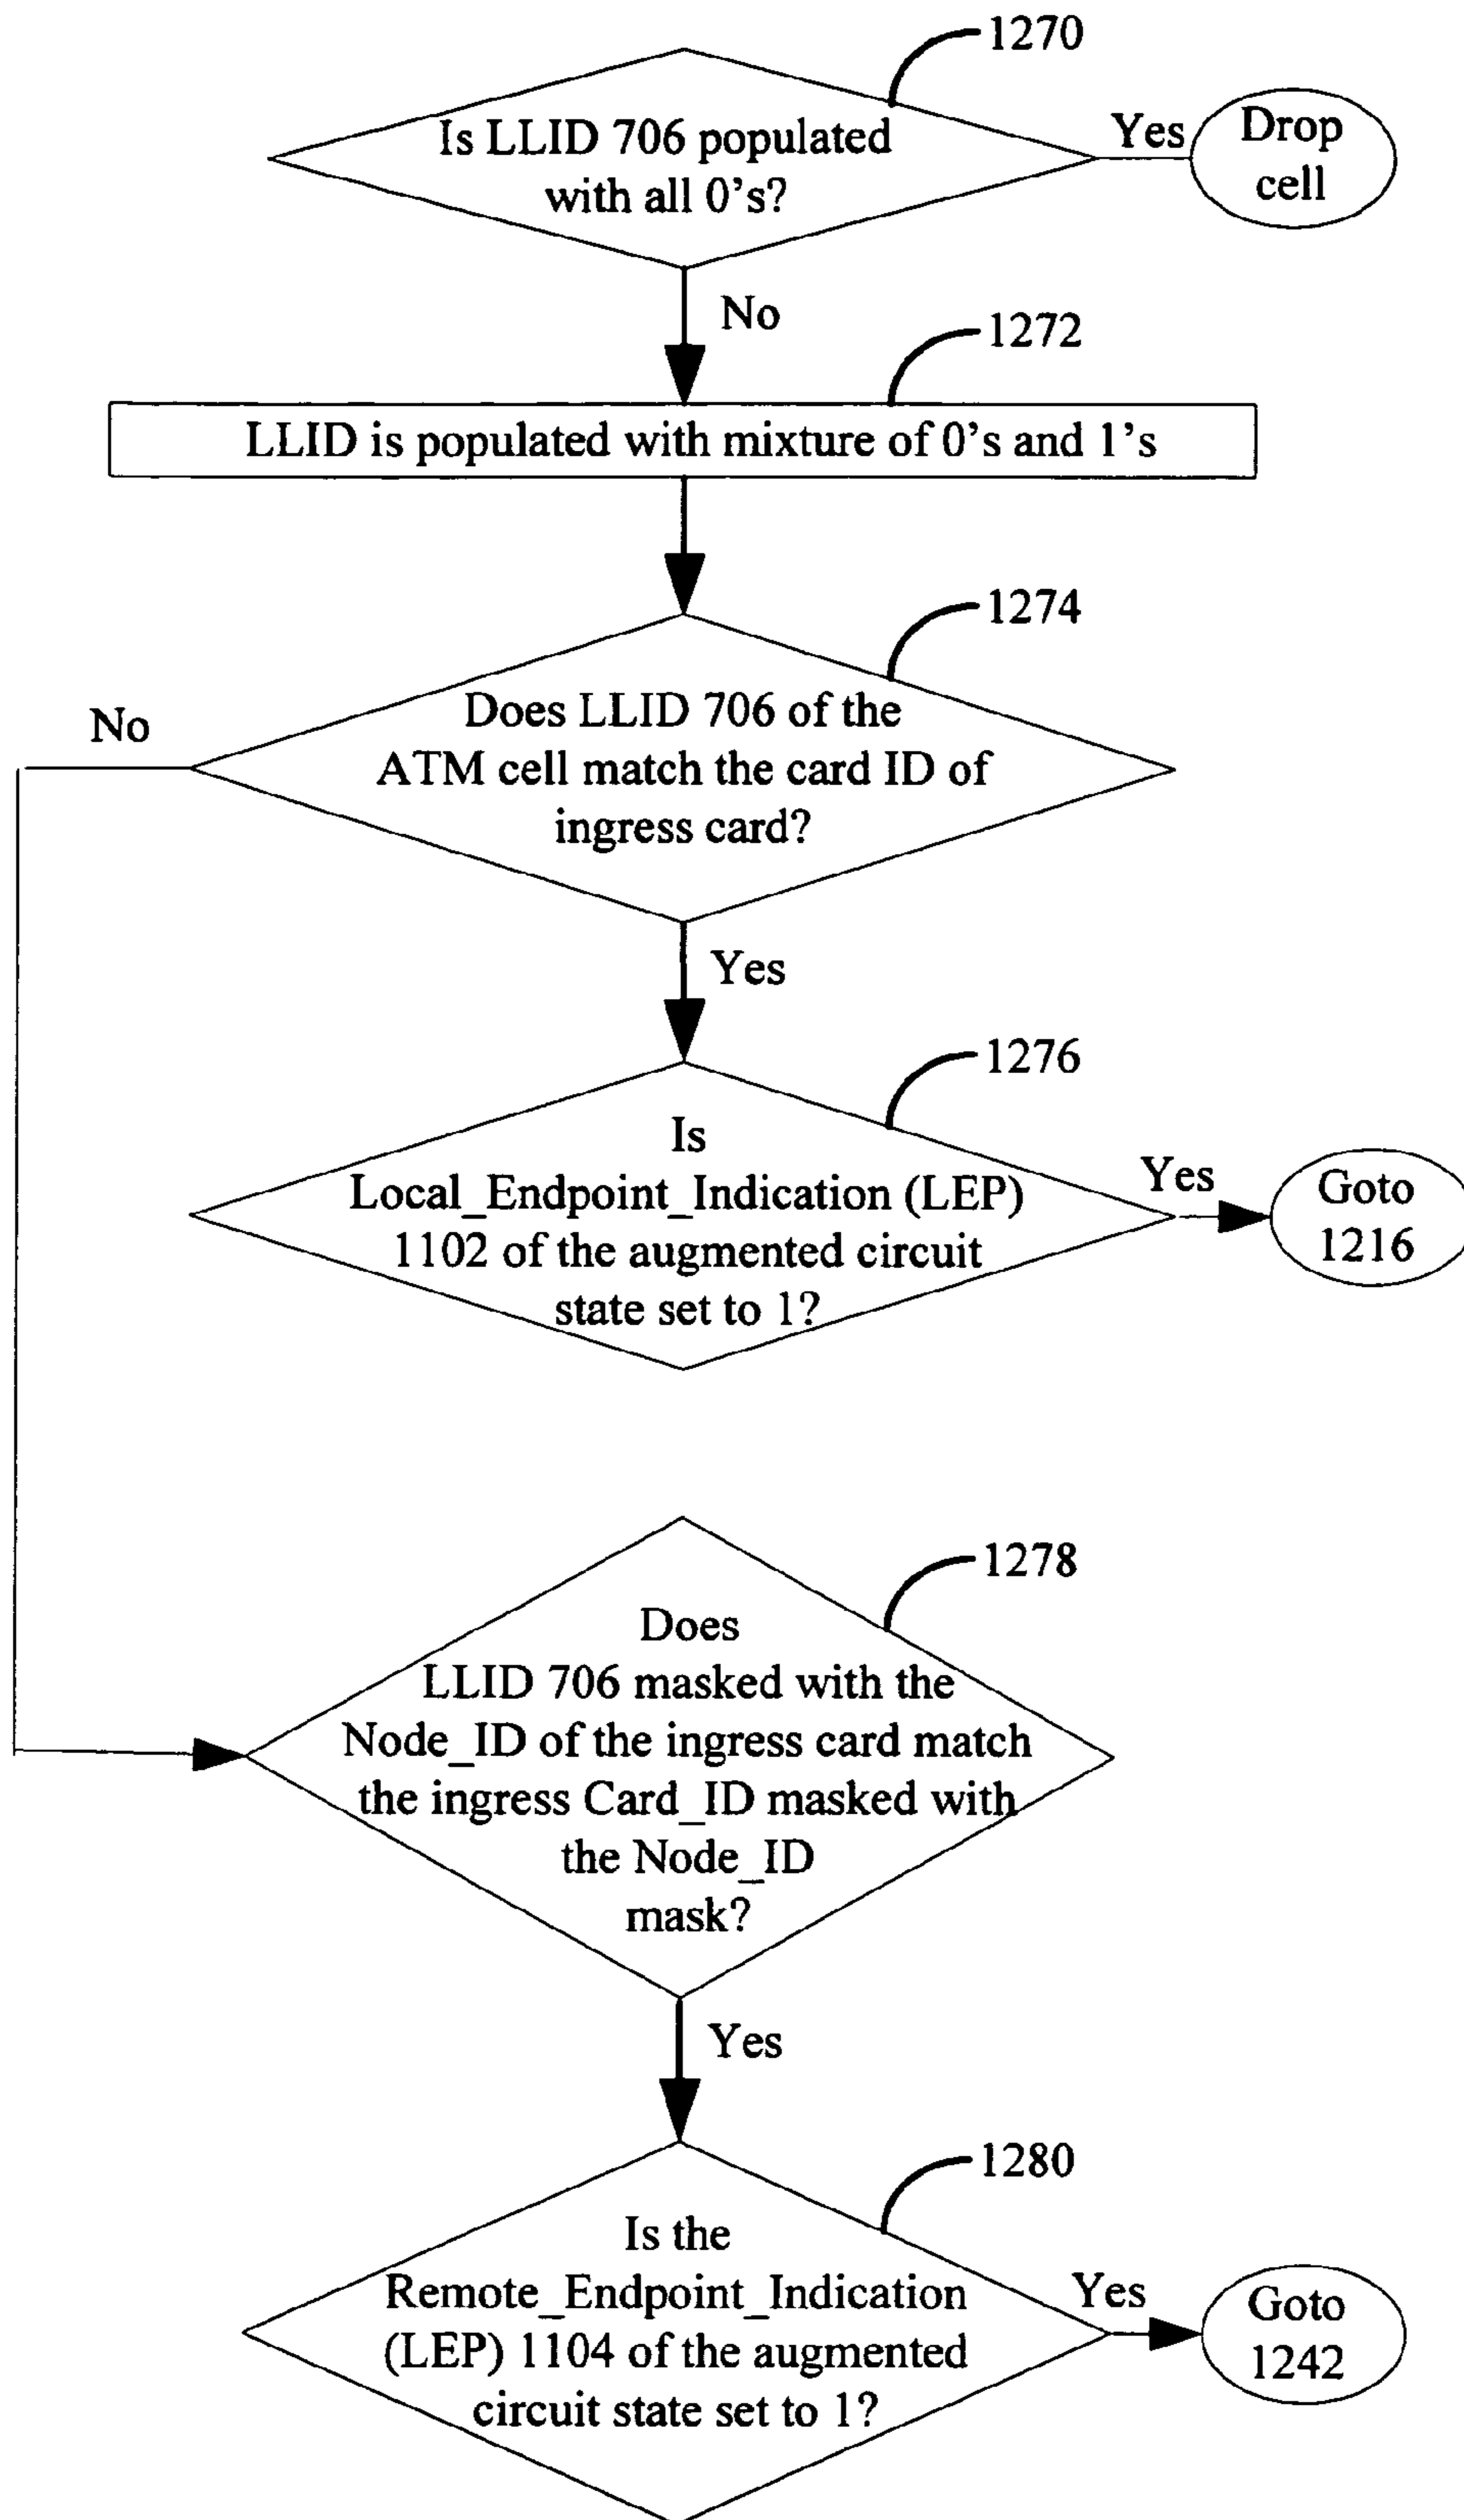 1270
Is LLID 706 populated
with all 0's?
Yes
Drop
cell
No
1272
LLID is populated with mixture of 0's and 1's
1274
Does LLID 706 of the
ATM cell match the card ID of
ingress card?
No
Yes
1276
Is
Local_Endpoint_Indication (LEP)
1102 of the augmented circuit
state set to 1?
Yes
Goto
1216
1278
Does
LLID 706 masked with the
Node_ID of the ingress card match
the ingress Card_ID masked with
the Node_ID
mask?
Yes
1280
Is the
Remote_Endpoint_Indication
(LEP) 1104 of the augmented
circuit state set to 1?
Yes
Goto
1242